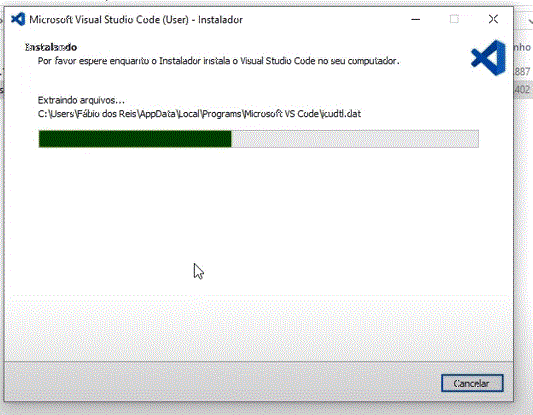 Microsoft Visual Studio Code (User) - Instalador
Instalando
Por favor espere enquanto o Instalador instala o Visual Studio Code no seu computador.
Extraindo arquivos...
C:\Users\Fábio dos Reis\AppData\Local\Programs\Microsoft VS Code\icudtl.dat
Cancelar
nho
.887
.402